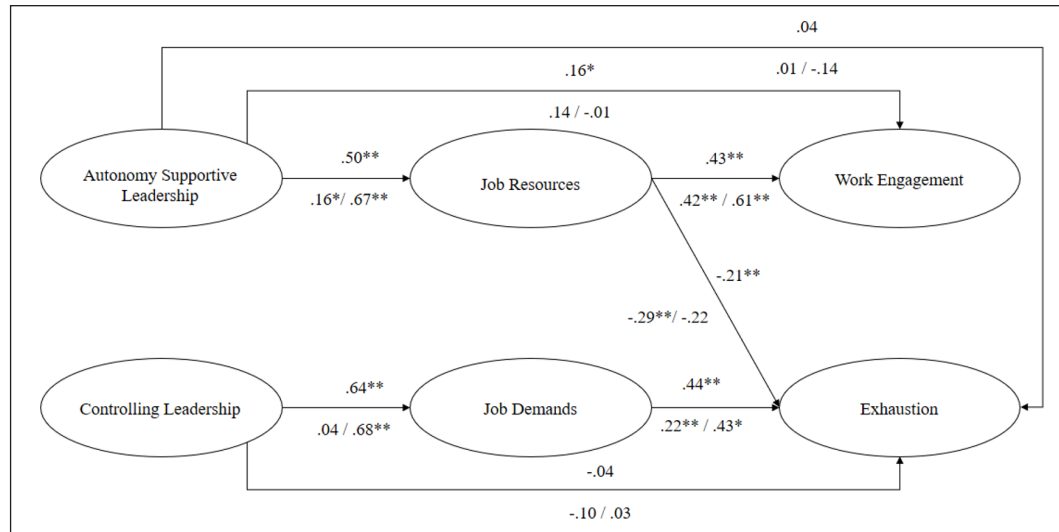 .04
.16*
.01 / -.14
.14 / -.01
Autonomy Supportive
Leadership
.50**
.16*/ .67**
Job Resources
.43**
.42** / .61**
Work Engagement
-.21**
-.29**/ -.22
Controlling Leadership
.64**
.04 / .68**
Job Demands
.44**
.22** / .43*
Exhaustion
-.04
-.10 / .03